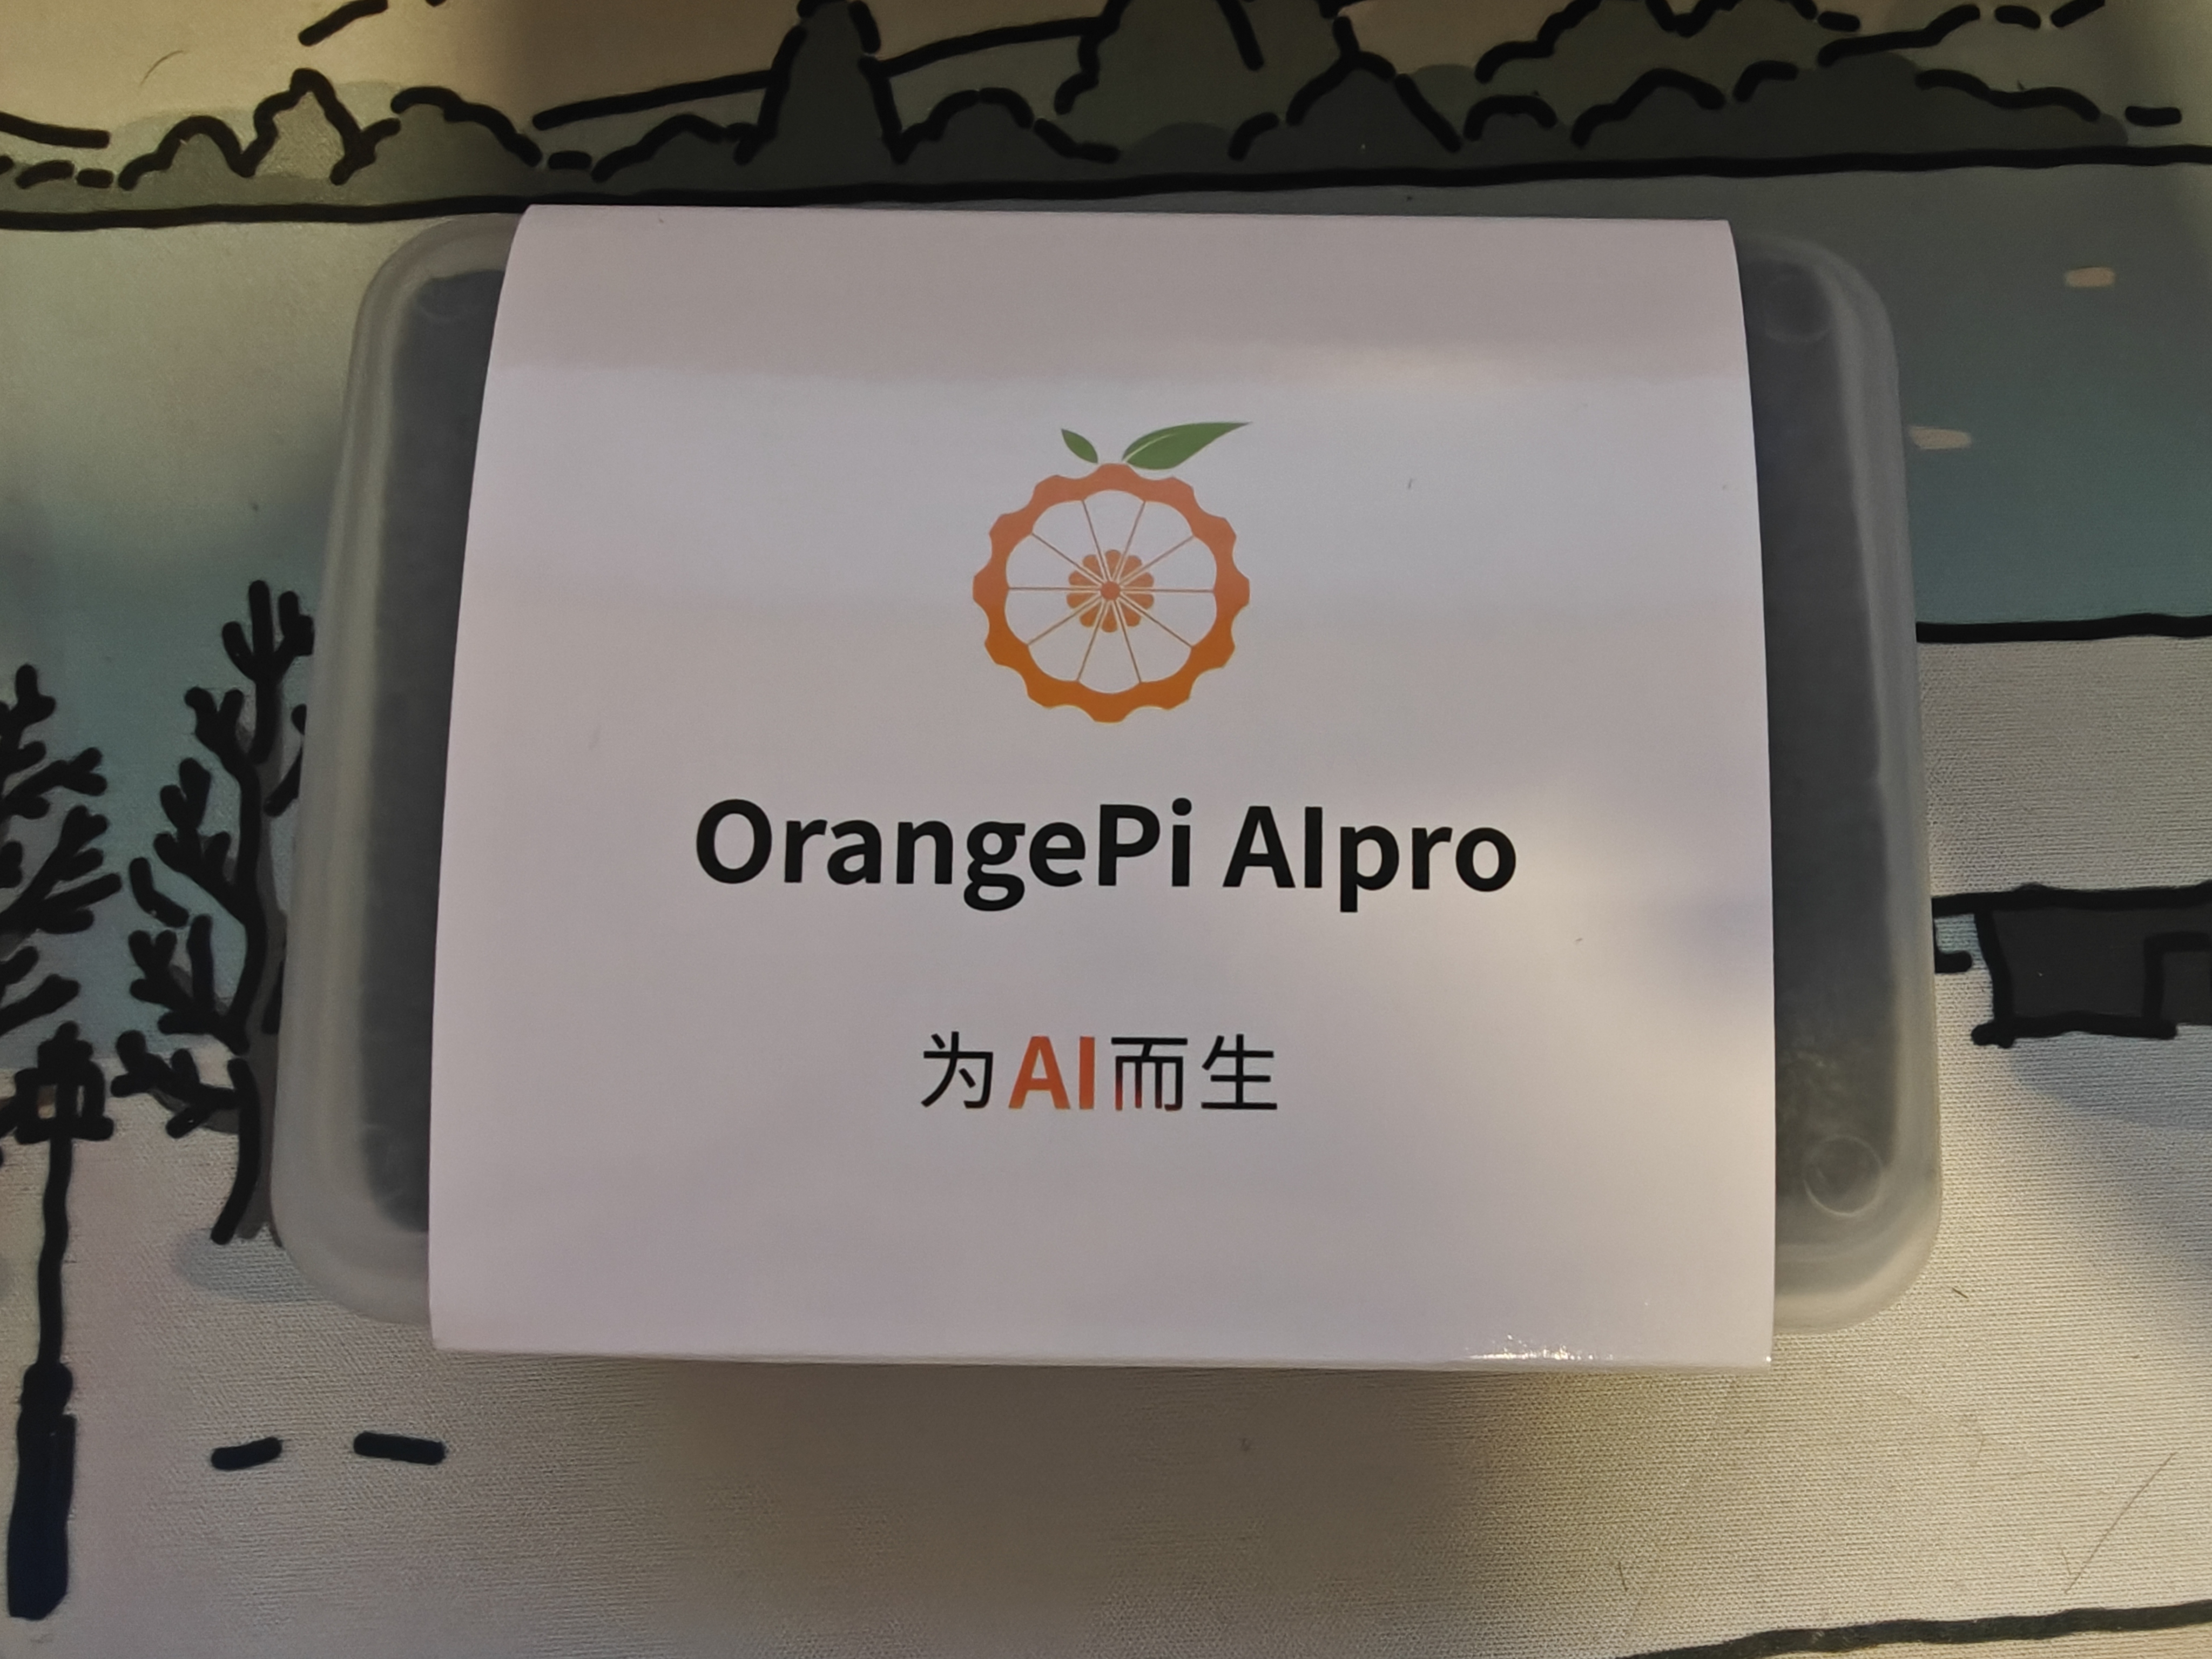 OrangePi AIpro
为AI而生